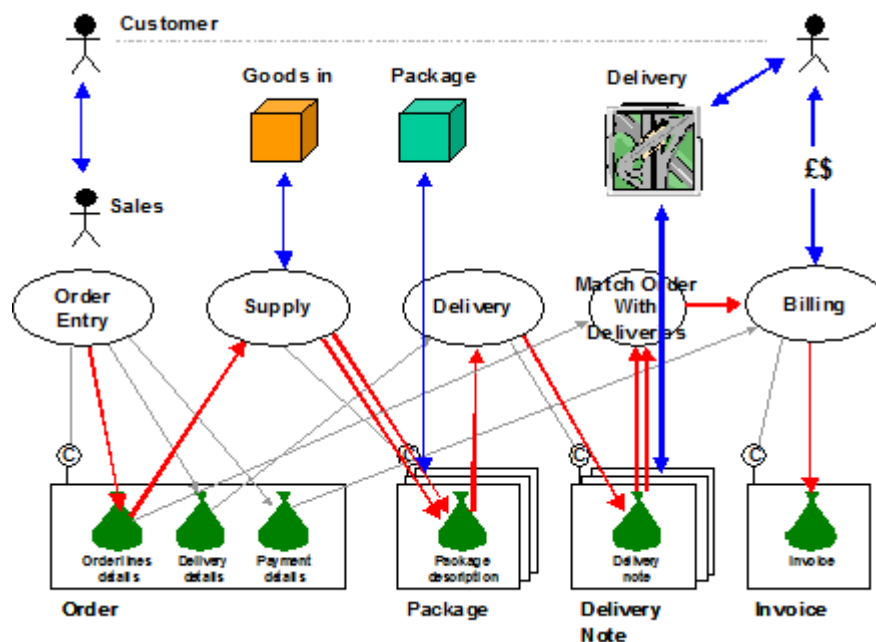 Customer
Goods in
Package
Delivery
£$
Sales
Order
Entry
Supply
Delivery
Match Order
With
Deliveros
Billing
C
C
C
C
Orderlines
details
Delivery
details
Payment
details
Package
description
Delivery
note
Invoice
Order
Package
Delivery
Note
Invoice